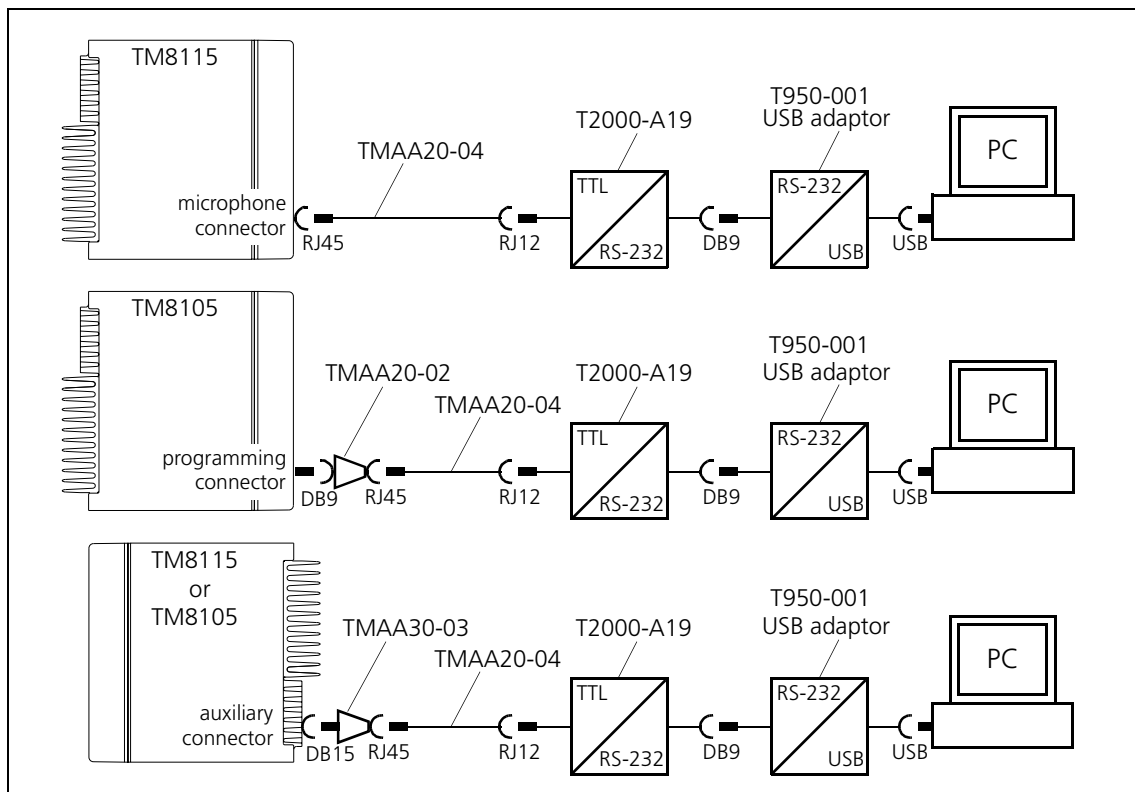 TM8115
T950-001
USB adaptor
T2000-A19
TMAA20-04
PC
TTL
RS-232
RS-232
USB
microphone
connector
RJ45
RJ12
DB9
USB
TM8105
T950-001
USB adaptor
TMAA20-02
T2000-A19
TMAA20-04
PC
TTL
RS-232
RS-232
USB
programming
connector
DB9
RJ45
RJ12
DB9
USB
TM8115
or
TM8105
T950-001
USB adaptor
TMAA30-03
T2000-A19
TMAA20-04
PC
TTL
RS-232
RS-232
USB
auxiliary
connector
DB15
RJ45
RJ12
DB9
USB